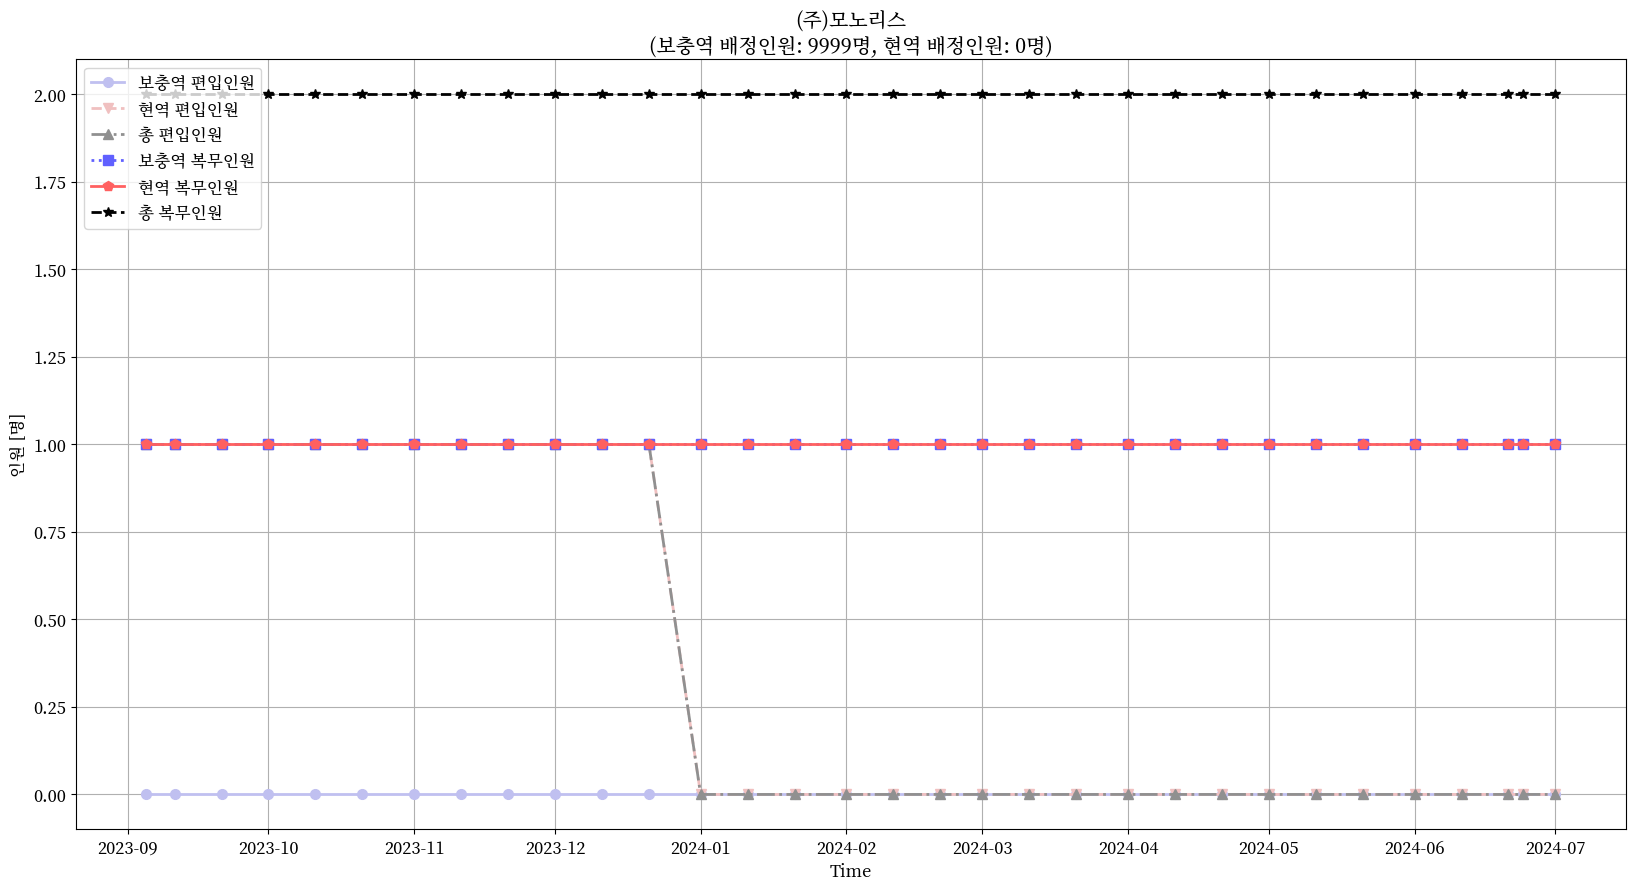 (주)모노리스
(보충역 배정인원: 9999명, 현역 배정인원: 0명)
보충역 편입인원
현역 편입인원
총 편입인원
보충역 복무인원
현역 복무인원
총 복무인원
2.00
1.75
1.50
1.25
1.00
0.75
0.50
0.25
0.00
인원 [명]
2023-09
2023-10
2023-11
2023-12
2024-01
2024-02
2024-03
2024-04
2024-05
2024-06
2024-07
Time